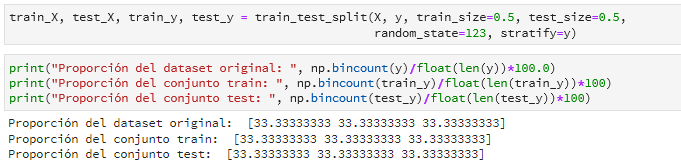 train_X, test_X, train_y, test_y = train_test_split(X, y, train_size=0.5, test_size=0.5,
random_state=123, stratify=y)
print("Proporción del dataset original: ", np.bincount(y)/float(len(y))*100.0)
print("Proporción del conjunto train: ", np.bincount(train_y)/float(len(train_y))*100)
print("Proporción del conjunto test: ", np.bincount(test_y)/float(len(test_y))*100)
Proporción del dataset original:  [33.33333333 33.33333333 33.33333333]
Proporción del conjunto train:  [33.33333333 33.33333333 33.33333333]
Proporción del conjunto test:  [33.33333333 33.33333333 33.33333333]